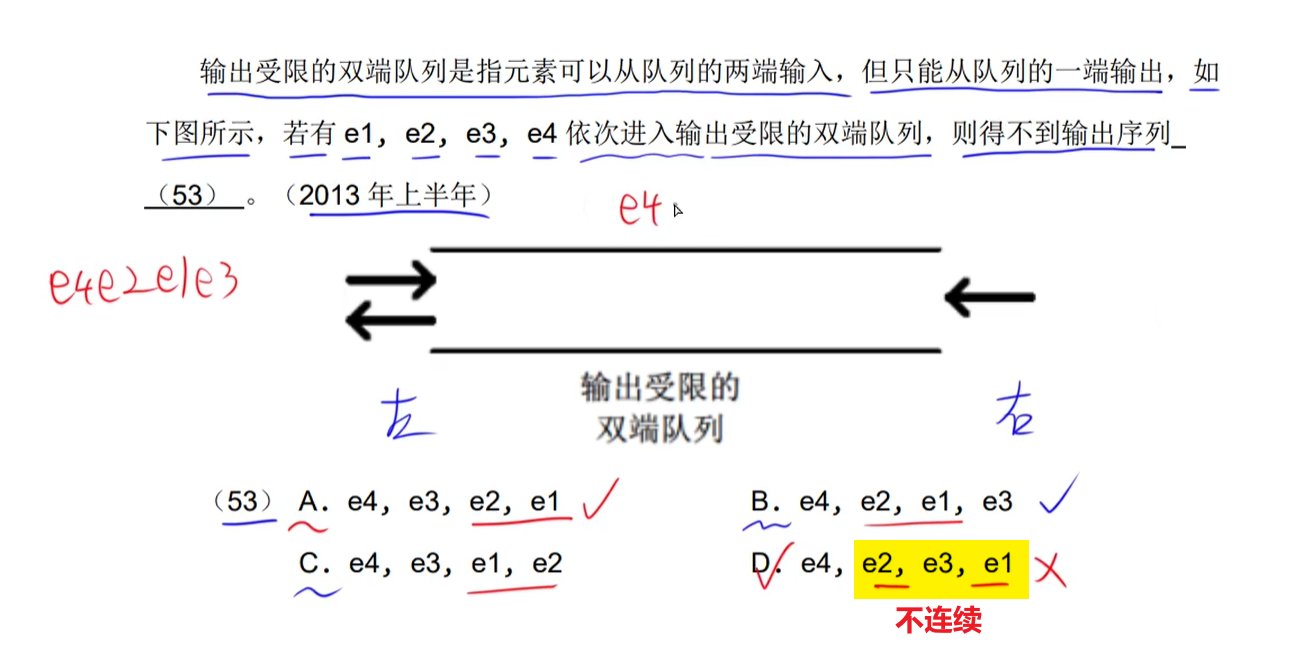 输出受限的双端队列是指元素可以从队列的两端输入，但只能从队列的一端输出，如
下图所示，若有 e1，e2，e3，e4 依次进入输出受限的双端队列，则得不到输出序列_
（53）。（2013 年上半年）
e4
e4e2e1e3
输出受限的
双端队列
左
右
（53） A． e4，e3，e2，e1 ✓ B． e4，e2，e1，e3 ✓
C． e4，e3，e1，e2 D． e4，e2，e3，e1 ×
不连续